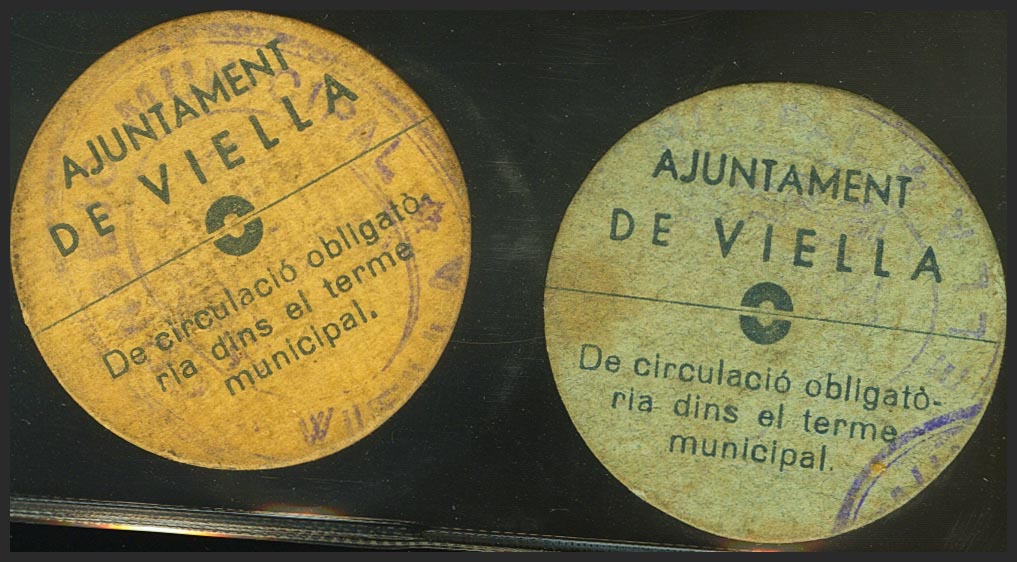 AJUNTAMENT
DE VIELLA
De circulació obligatò-
ria dins el terme
municipal.
AJUNTAMENT
DE VIELLA
De circulació obligatò-
ria dins el terme
municipal.